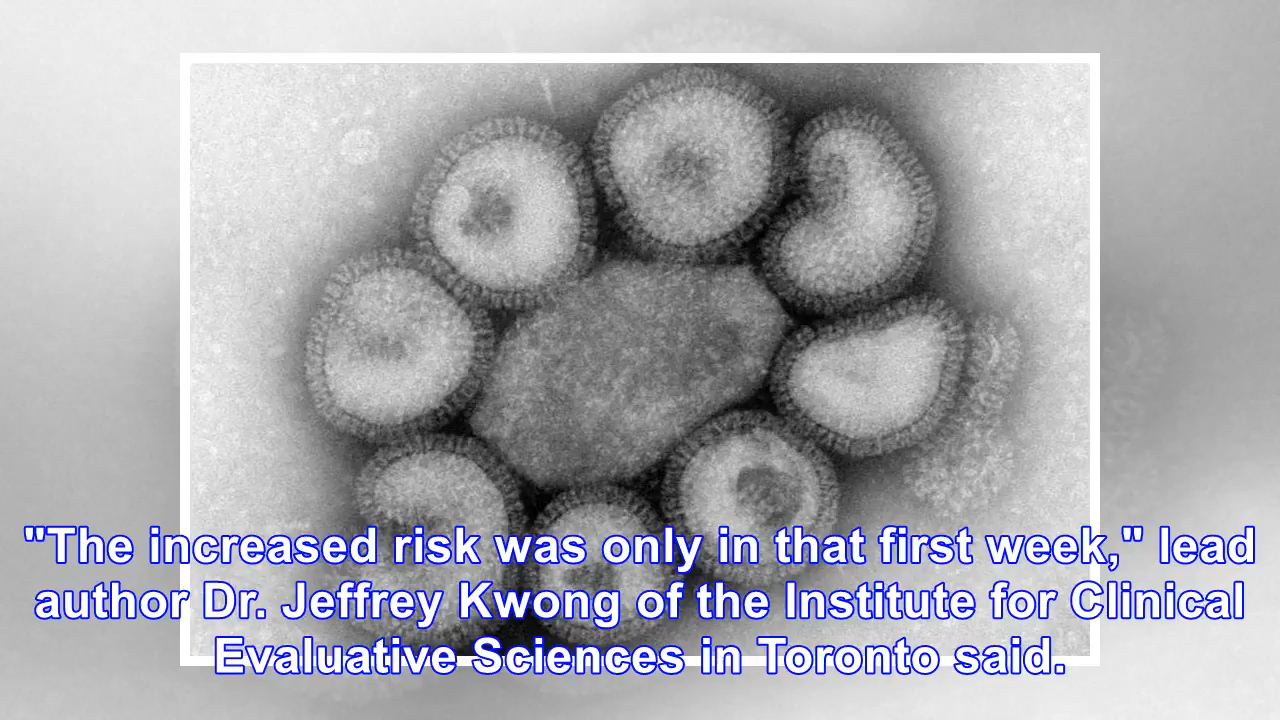 "The increased risk was only in that first week," lead
author Dr. Jeffrey Kwong of the Institute for Clinical
Evaluative Sciences in Toronto said.